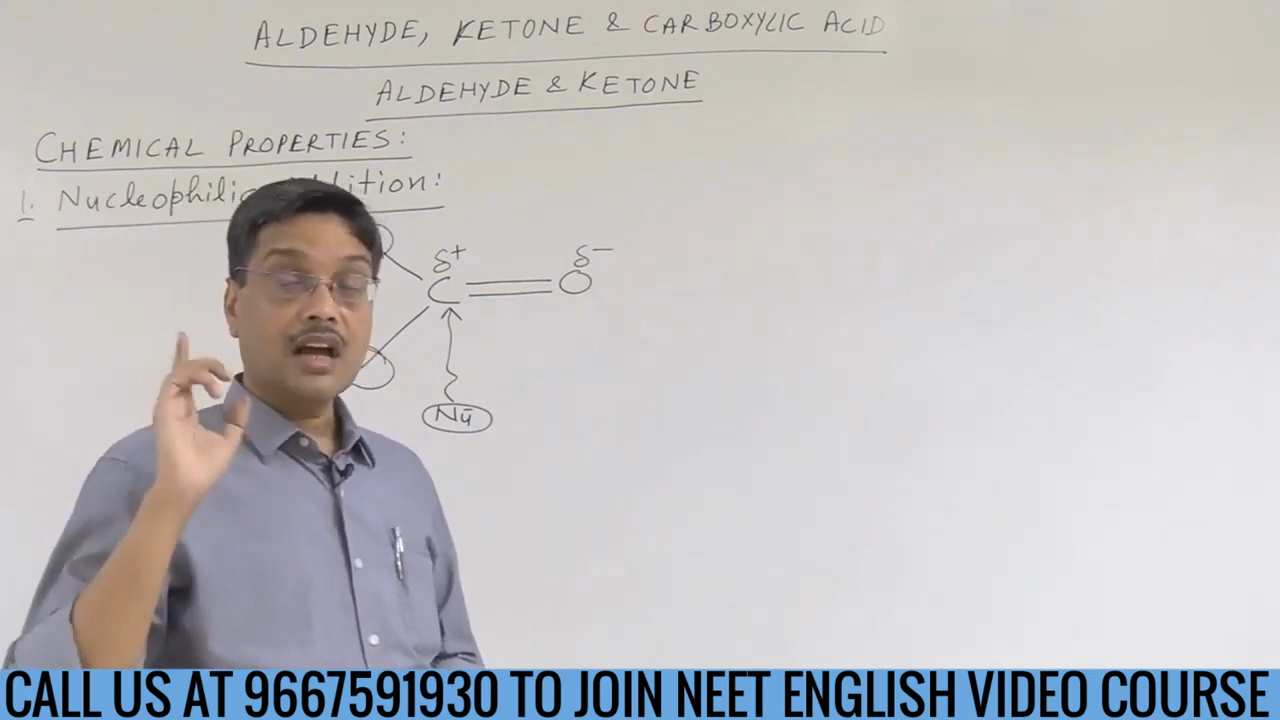 ALDEHYDE, KETONE & CARBOXYLIC ACID
ALDEHYDE & KETONE
CHEMICAL PROPERTIES:
1. Nucleophilic
δ+ δ−
C O
Nū
CALL US AT 9667591930 TO JOIN NEET ENGLISH VIDEO COURSE